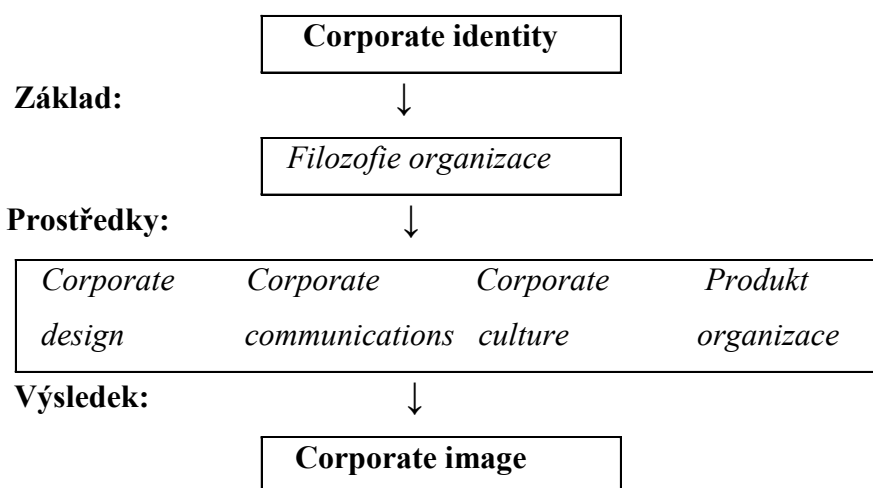 Corporate identity
Základ: ↓
Filozofie organizace
Prostředky: ↓
Corporate Corporate Corporate Produkt
design communications culture organizace
Výsledek: ↓
Corporate image